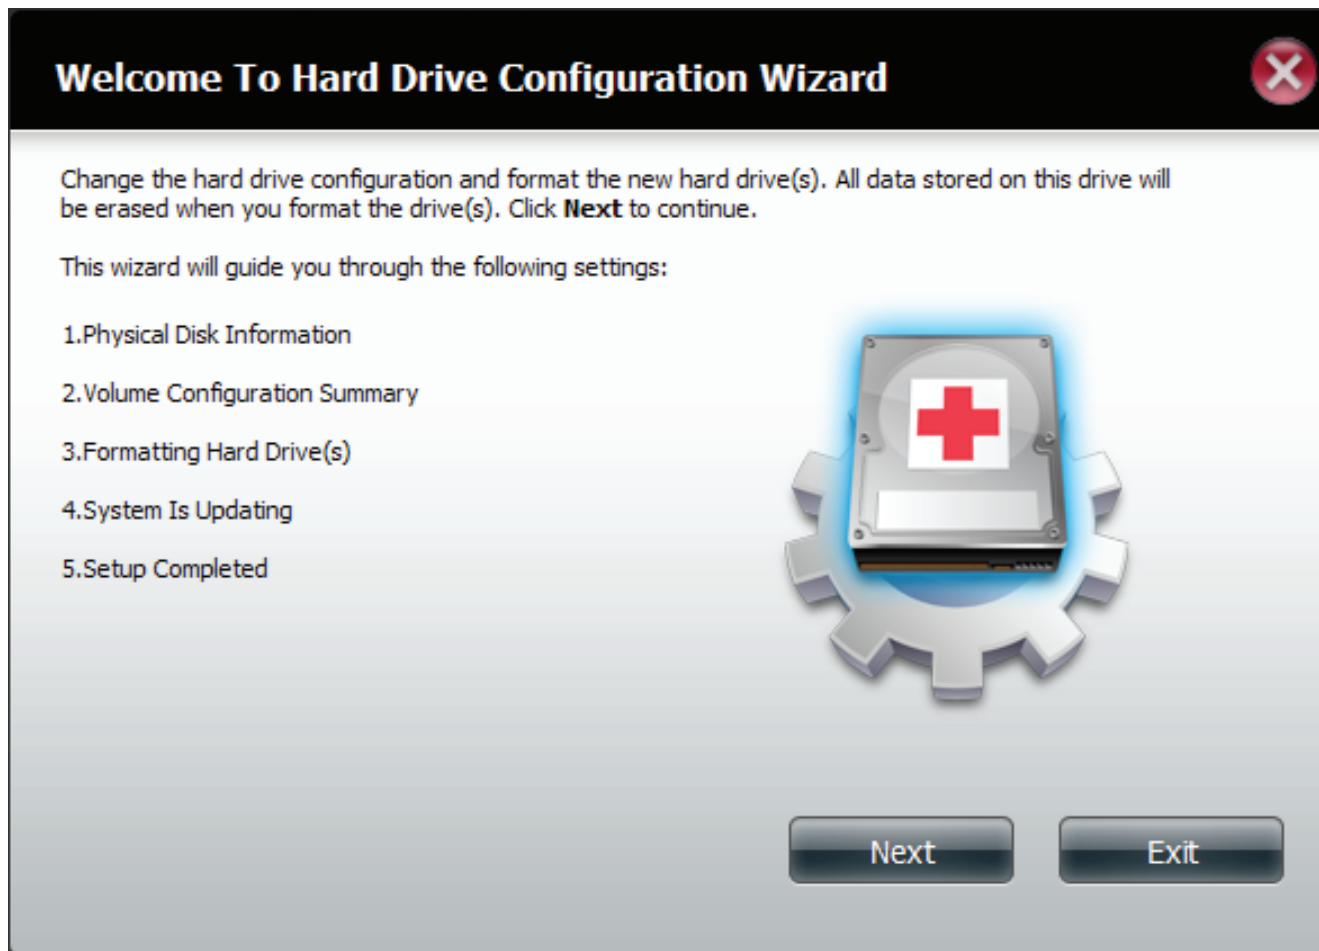 Welcome To Hard Drive Configuration Wizard
Change the hard drive configuration and format the new hard drive(s). All data stored on this drive will
be erased when you format the drive(s). Click Next to continue.
This wizard will guide you through the following settings:
1.Physical Disk Information
2.Volume Configuration Summary
3.Formatting Hard Drive(s)
4.System Is Updating
5.Setup Completed
Next
Exit